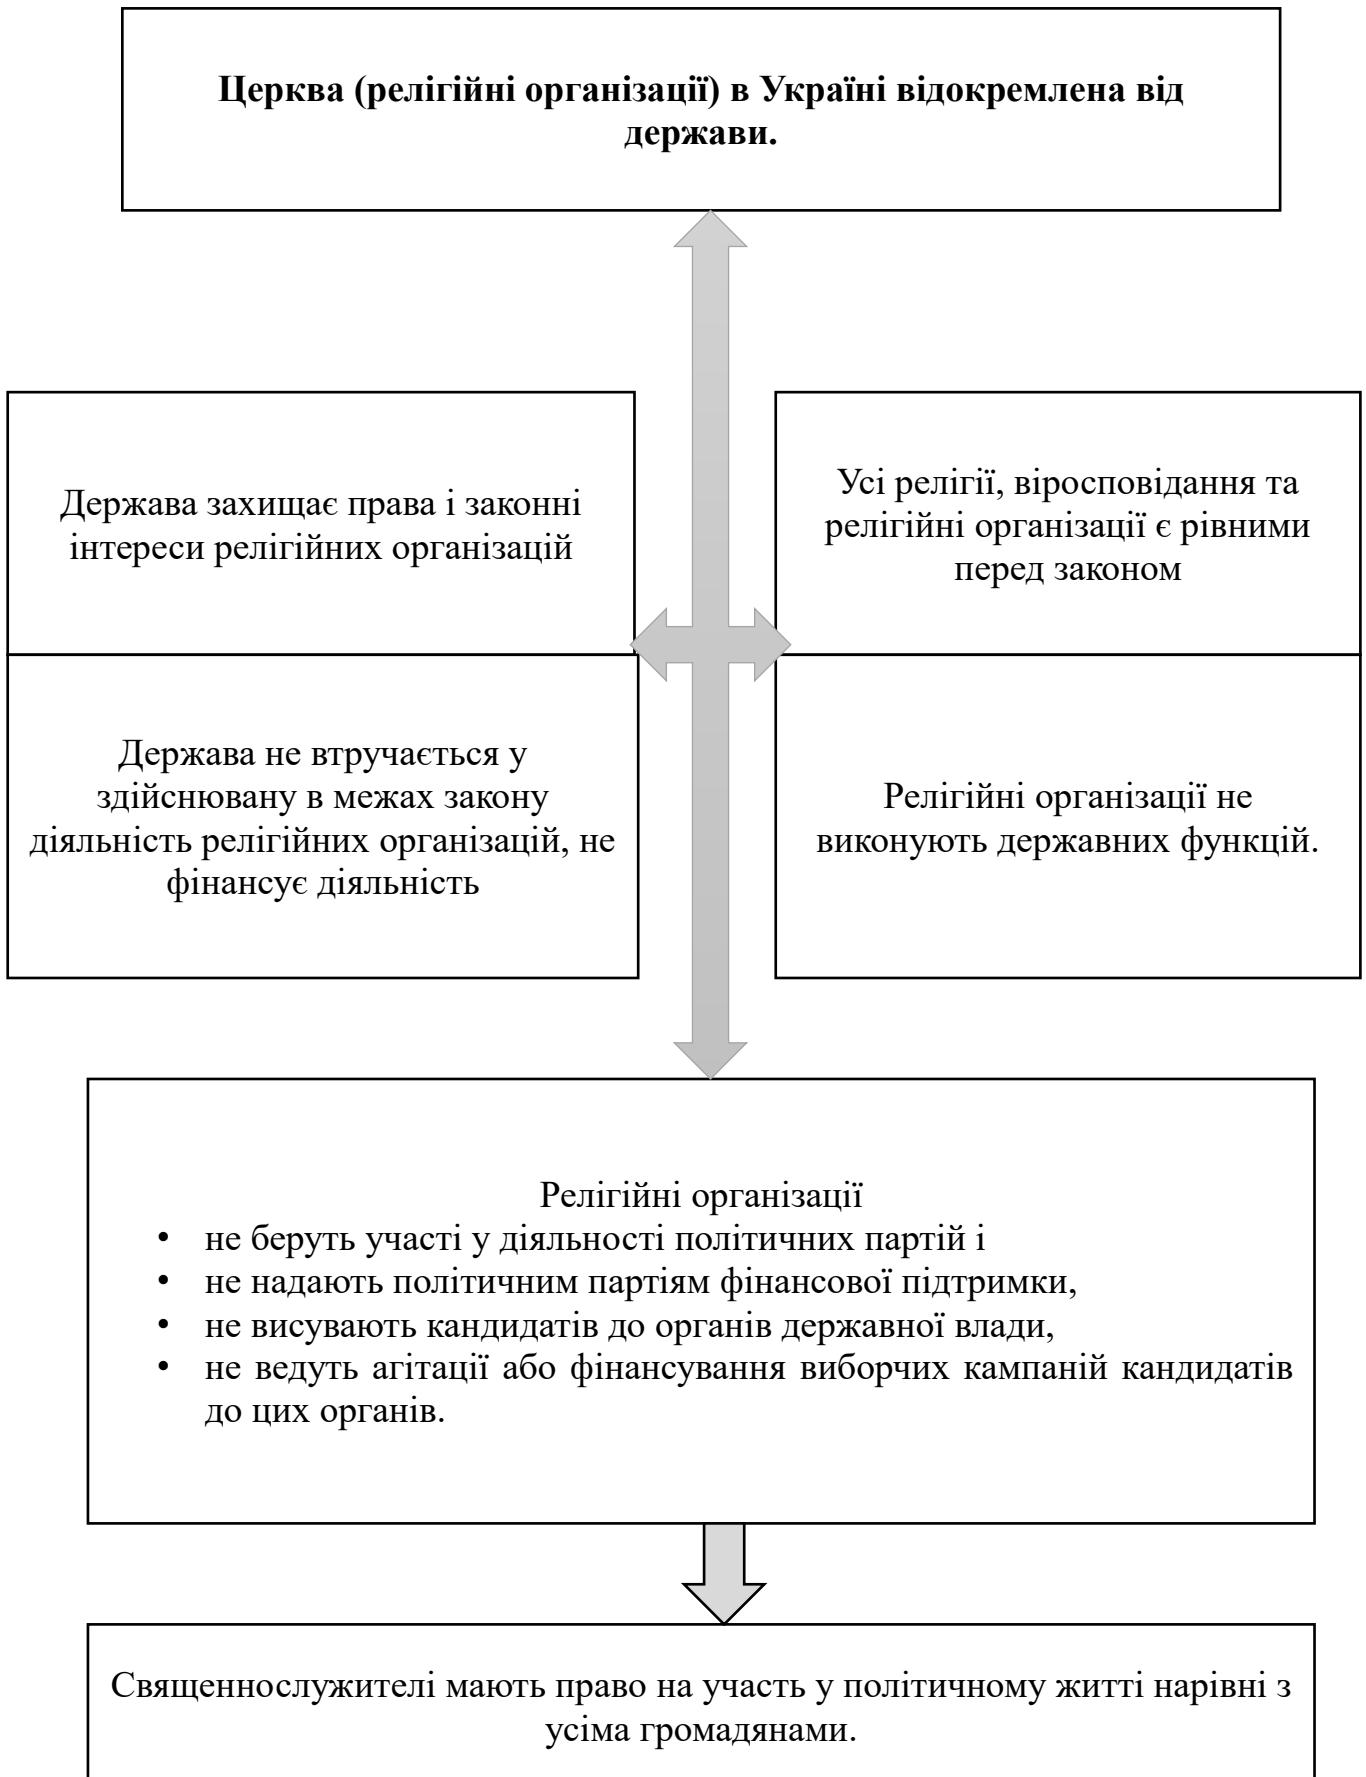 Церква (релігійні організації) в Україні відокремлена від
держави.
Держава захищає права і законні
інтереси релігійних організацій
Усі релігії, віросповідання та
релігійні організації є рівними
перед законом
Держава не втручається у
здійснювану в межах закону
діяльність релігійних організацій, не
фінансує діяльність
Релігійні організації не
виконують державних функцій.
Релігійні організації
• не беруть участі у діяльності політичних партій і
• не надають політичним партіям фінансової підтримки,
• не висувають кандидатів до органів державної влади,
• не ведуть агітації або фінансування виборчих кампаній кандидатів
до цих органів.
Священнослужителі мають право на участь у політичному житті нарівні з
усіма громадянами.